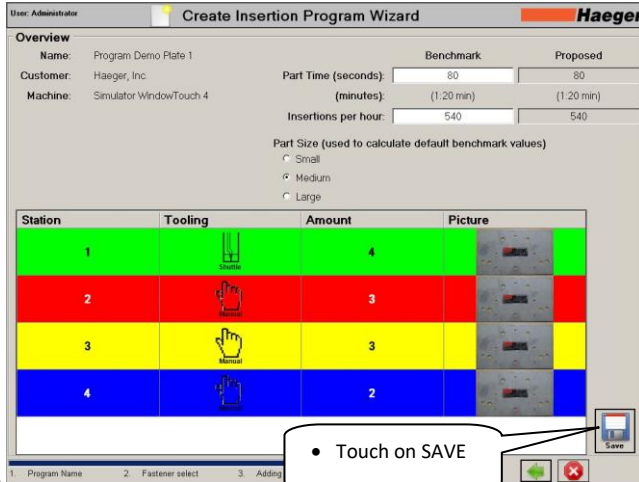 User: Administrator
Create Insertion Program Wizard
Haeger
Overview
Name: Program Demo Plate 1
Benchmark Proposed
Customer: Haeger, Inc.
Part Time (seconds): 80 80
Machine: Simulator WindowTouch 4
(minutes): (1:20 min) (1:20 min)
Insertions per hour: 540 540
Part Size (used to calculate default benchmark values)
Small
Medium
Large
Station Tooling Amount Picture
1 Shuttle 4
2 Manual 3
3 Manual 3
4 Manual 2
• Touch on SAVE
Save
1. Program Name 2. Fastener select 3. Adding